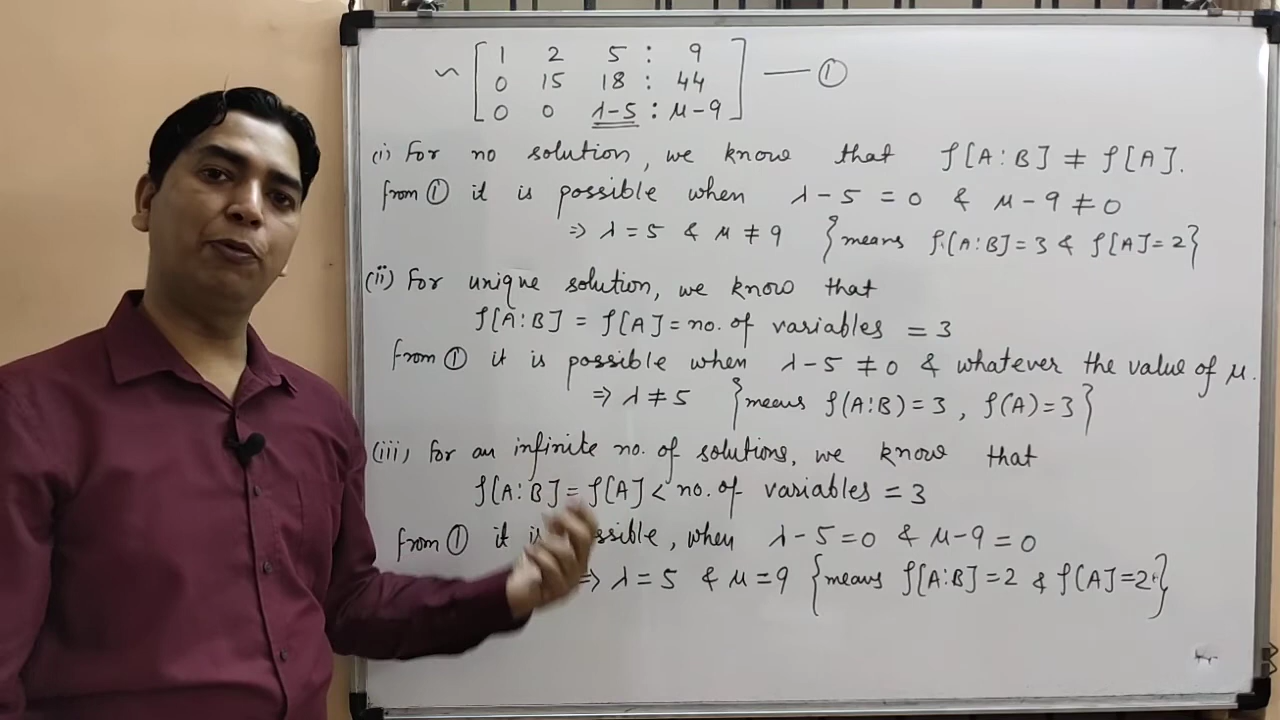 ~ [ 1 2 5 : 9 ] — ①
[ 0 15 18 : 44 ]
[ 0 0 λ-5 : μ-9 ]
(i) For no solution, we know that ρ[A:B] ≠ ρ[A].
from ① it is possible when λ-5 = 0 & μ-9 ≠ 0
⇒ λ = 5 & μ ≠ 9 {means ρ[A:B] = 3 & ρ[A] = 2}
(ii) For unique solution, we know that
ρ[A:B] = ρ[A] = no. of variables = 3
from ① it is possible when λ-5 ≠ 0 & whatever the value of μ.
⇒ λ ≠ 5 {means ρ(A:B) = 3, ρ(A) = 3}
(iii) for an infinite no. of solutions, we know that
ρ[A:B] = ρ[A] < no. of variables = 3
from ① it is, when λ-5 = 0 & μ-9 = 0
⇒ λ = 5 & μ = 9 {means ρ[A:B] = 2 & ρ[A] = 2.}